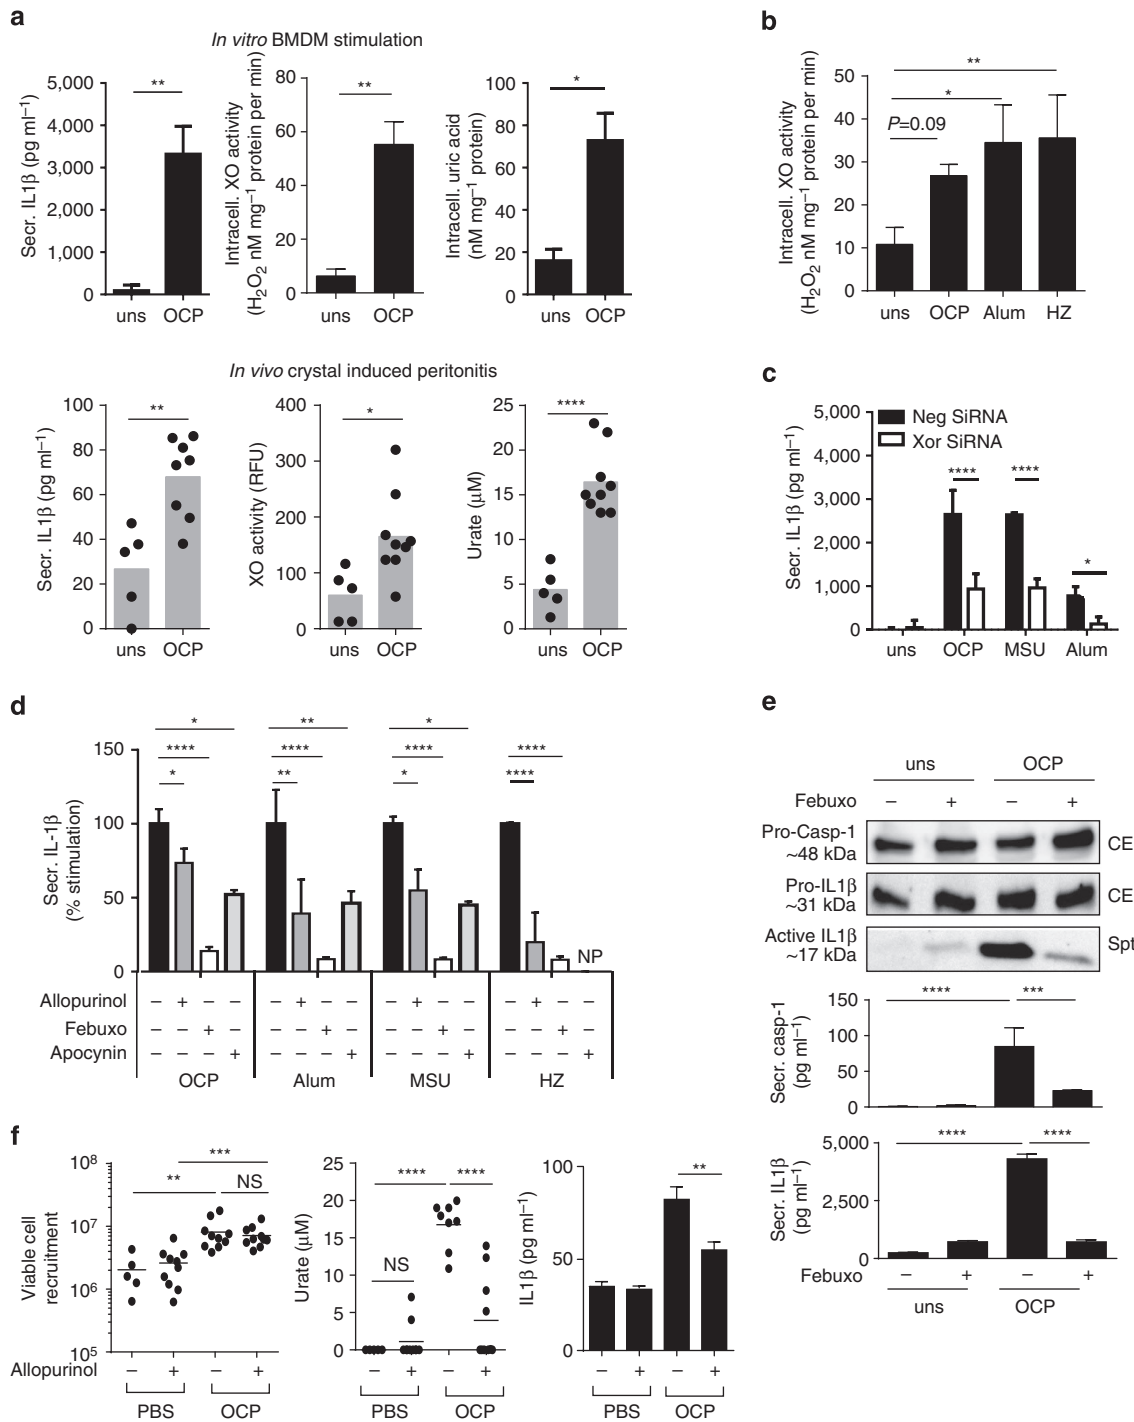 a
In vitro BMDM stimulation
Secr. IL1β (pg ml⁻¹)
5,000
4,000
3,000
2,000
1,000
0
**
uns OCP
Intracell. XO activity
(H₂O₂ nM mg⁻¹ protein per min)
80
60
40
20
0
**
uns OCP
Intracell. uric acid
(nM mg⁻¹ protein)
100
80
60
40
20
0
*
uns OCP
In vivo crystal induced peritonitis
Secr. IL1β (pg ml⁻¹)
100
80
60
40
20
0
**
uns OCP
XO activity (RFU)
400
300
200
100
0
*
uns OCP
Urate (μM)
25
20
15
10
5
0
****
uns OCP
b
Intracell. XO activity
(H₂O₂ nM mg⁻¹ protein per min)
50
40
30
20
10
0
**
*
P=0.09
uns OCP Alum HZ
c
Secr. IL1β (pg ml⁻¹)
5,000
4,000
3,000
2,000
1,000
0
Neg SiRNA
Xor SiRNA
**** **** *
uns OCP MSU Alum
d
Secr. IL-1β
(% stimulation)
150
100
50
0
* ** *
**** **** **** ****
* ** * ****
NP
Allopurinol – + – – – + – – – + – – – + – –
Febuxo – – + – – – + – – – + – – – + –
Apocynin – – – + – – – + – – – + – – – +
OCP Alum MSU HZ
e
uns OCP
Febuxo – + – +
Pro-Casp-1
~48 kDa
CE
Pro-IL1β
~31 kDa
CE
Active IL1β
~17 kDa
Spt
Secr. casp-1
(pg ml⁻¹)
150
100
50
0
**** ***
Secr. IL1β
(pg ml⁻¹)
5,000
2,500
0
**** ****
Febuxo – + – +
uns OCP
f
Viable cell
recruitment
10⁸
10⁷
10⁶
10⁵
***
** NS
Allopurinol – + – +
PBS OCP
Urate (μM)
25
20
15
10
5
0
**** ****
NS
– + – +
PBS OCP
IL1β (pg ml⁻¹)
100
50
0
**
– + – +
PBS OCP